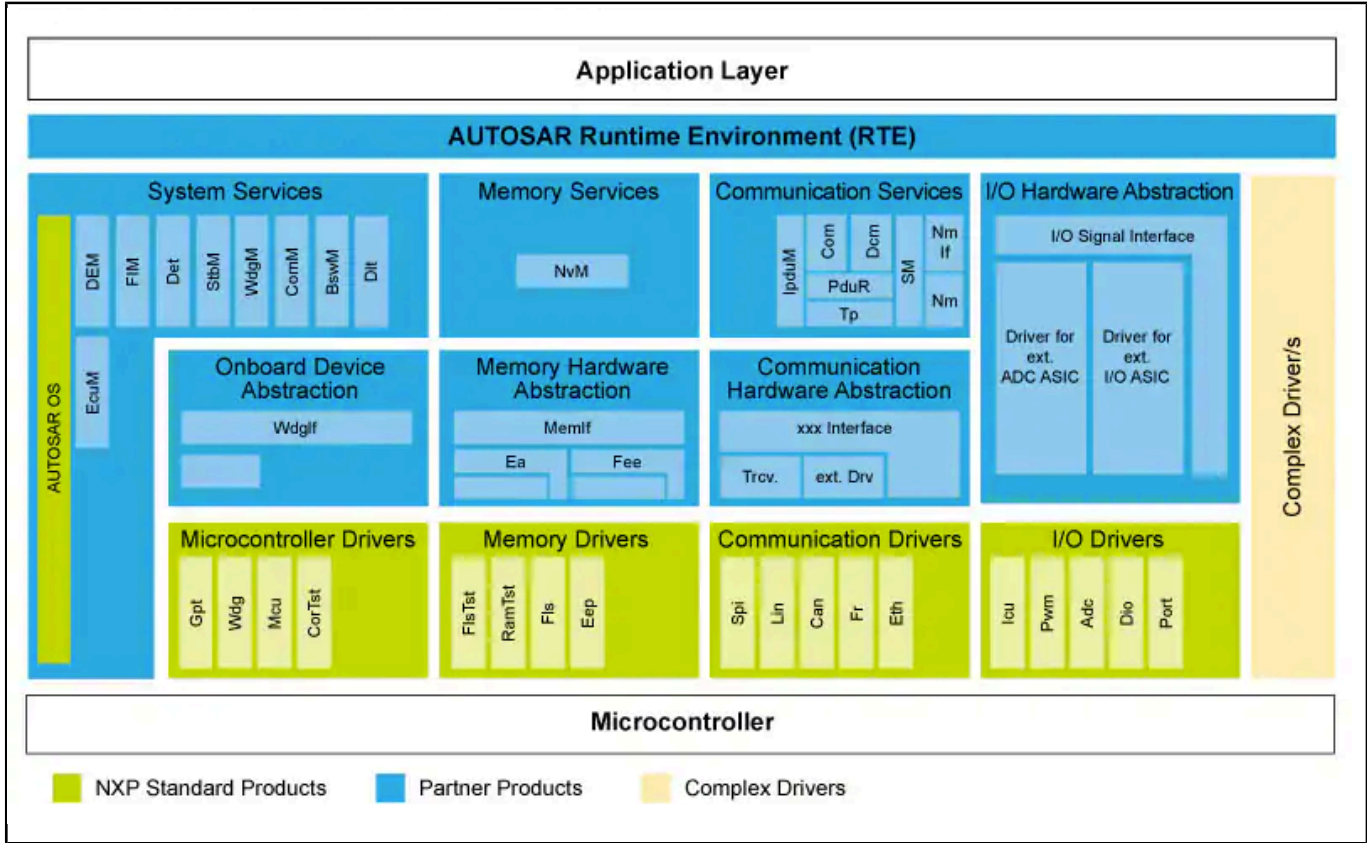 Application Layer
AUTOSAR Runtime Environment (RTE)
System Services
AUTOSAR OS
DEM
FIM
Det
StbM
WdgM
ComM
BswM
Dlt
EcuM
Memory Services
NvM
Communication Services
IpduM
Com
Dcm
PduR
Tp
SM
Nm
If
Nm
I/O Hardware Abstraction
I/O Signal Interface
Driver for
ext.
ADC ASIC
Driver for
ext.
I/O ASIC
Complex Driver/s
Onboard Device
Abstraction
WdgIf
Memory Hardware
Abstraction
MemIf
Ea
Fee
Communication
Hardware Abstraction
xxx Interface
Trcv.
ext. Drv
Microcontroller Drivers
Gpt
Wdg
Mcu
CorTst
Memory Drivers
FlsTst
RamTst
Fls
Eep
Communication Drivers
Spi
Lin
Can
Fr
Eth
I/O Drivers
Icu
Pwm
Adc
Dio
Port
Microcontroller
NXP Standard Products
Partner Products
Complex Drivers